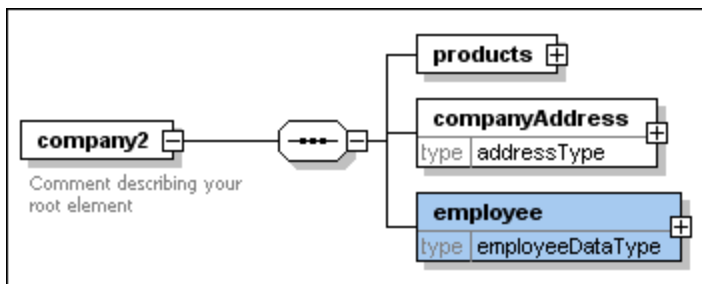 products
companyAddress
type addressType
company2
Comment describing your
root element
employee
type employeeDataType